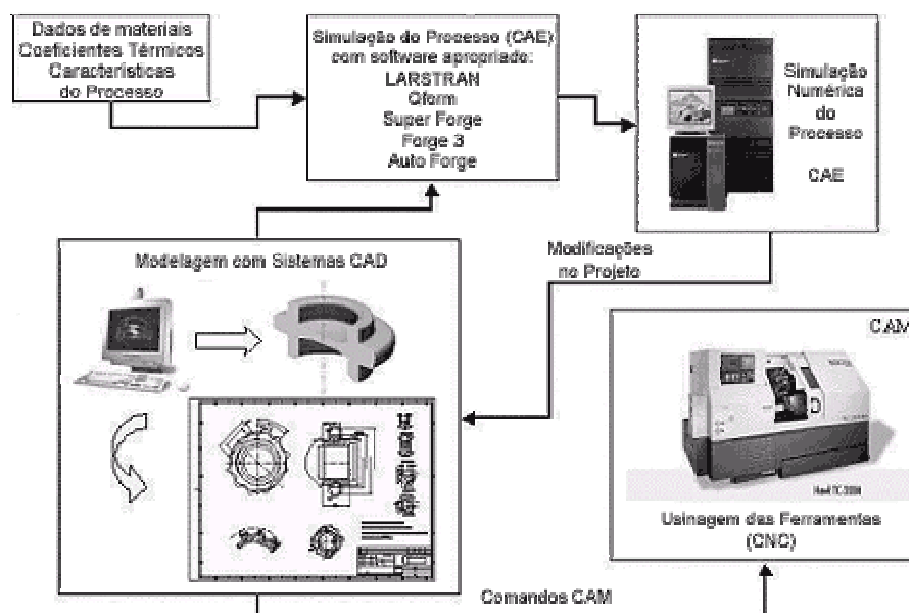 Dados de materiais
Coeficientes Térmicos
Características
do Processo
Simulação do Processo (CAE)
com software apropriado:
LARSTRAN
Qform
Super Forge
Forge 3
Auto Forge
Simulação
Numérica
do
Processo
CAE
Modificações
no Projeto
Modelagem com Sistemas CAD
CAM
Usinagem das Ferramentas
(CNC)
Comandos CAM